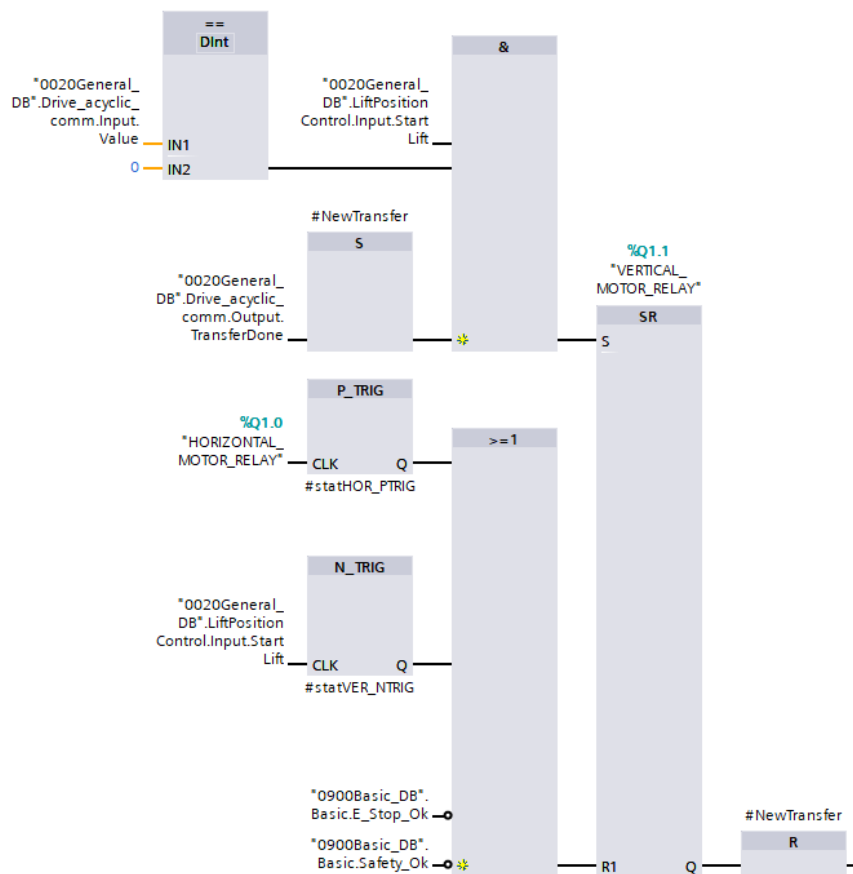 ==
DInt
&
"0020General_
DB".Drive_acyclic_
comm.Input.
Value
IN1
0
IN2
"0020General_
DB".LiftPosition
Control.Input.Start
Lift
#NewTransfer
S
"0020General_
DB".Drive_acyclic_
comm.Output.
TransferDone
%Q1.1
"VERTICAL_
MOTOR_RELAY"
SR
S
P_TRIG
%Q1.0
"HORIZONTAL_
MOTOR_RELAY"
CLK
Q
#statHOR_PTRIG
>=1
N_TRIG
"0020General_
DB".LiftPosition
Control.Input.Start
Lift
CLK
Q
#statVER_NTRIG
"0900Basic_DB".
Basic.E_Stop_Ok
"0900Basic_DB".
Basic.Safety_Ok
R1
Q
#NewTransfer
R